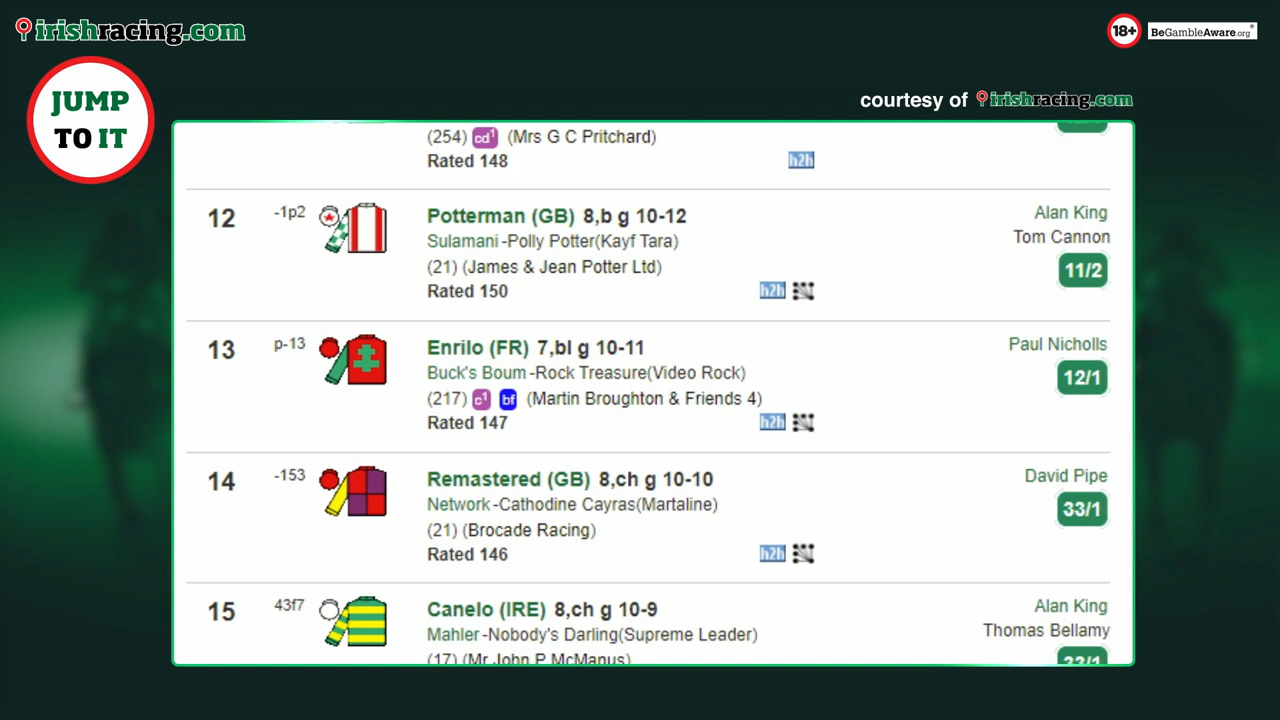 irishracing.com
18+
BeGambleAware.org®
JUMP
TO IT
courtesy of irishracing.com
(254) cd¹ (Mrs G C Pritchard)
Rated 148
h2h
12 -1p2 Potterman (GB) 8,b g 10-12 Alan King
Sulamani -Polly Potter(Kayf Tara) Tom Cannon
(21) (James & Jean Potter Ltd) 11/2
Rated 150 h2h
13 p-13 Enrilo (FR) 7,bl g 10-11 Paul Nicholls
Buck's Boum -Rock Treasure(Video Rock) 12/1
(217) c¹ bf (Martin Broughton & Friends 4)
Rated 147 h2h
14 -153 Remastered (GB) 8,ch g 10-10 David Pipe
Network -Cathodine Cayras(Martaline) 33/1
(21) (Brocade Racing)
Rated 146 h2h
15 43f7 Canelo (IRE) 8,ch g 10-9 Alan King
Mahler -Nobody's Darling(Supreme Leader) Thomas Bellamy
(17) (Mr John P McManus)